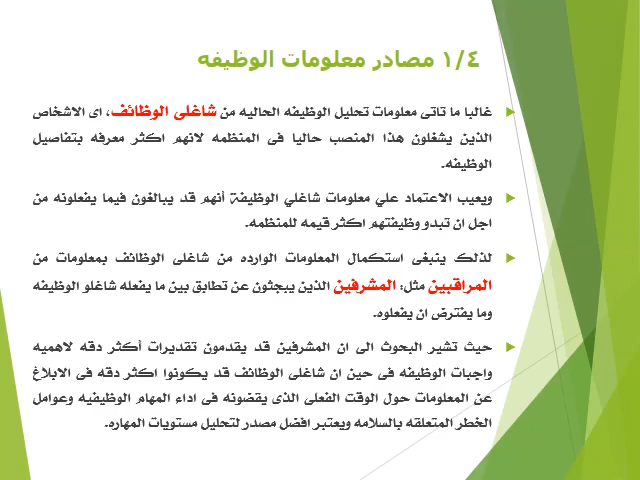 ١/٤ مصادر معلومات الوظيفه
غالبا ما تاتى معلومات تحليل الوظيفه الحاليه من شاغلى الوظائف، اى الاشخاص
الذين يشغلون هذا المنصب حاليا فى المنظمه لانهم اكثر معرفه بتفاصيل
الوظيفه.
ويعيب الاعتماد علي معلومات شاغلي الوظيفة أنهم قد يبالغون فيما يفعلونه من
اجل ان تبدو وظيفتهم اكثر قيمه للمنظمه.
لذلك ينبغى استكمال المعلومات الوارده من شاغلى الوظائف بمعلومات من
المراقبين مثل: المشرفين الذين يبحثون عن تطابق بين ما يفعله شاغلو الوظيفه
وما يفترض ان يفعلوه.
حيث تشير البحوث الى ان المشرفين قد يقدمون تقديرات أكثر دقه لاهميه
واجبات الوظيفه فى حين ان شاغلى الوظائف قد يكونوا اكثر دقه فى الابلاغ
عن المعلومات حول الوقت الفعلى الذى يقضونه فى اداء المهام الوظيفيه وعوامل
الخطر المتعلقه بالسلامه ويعتبر افضل مصدر لتحليل مستويات المهاره.